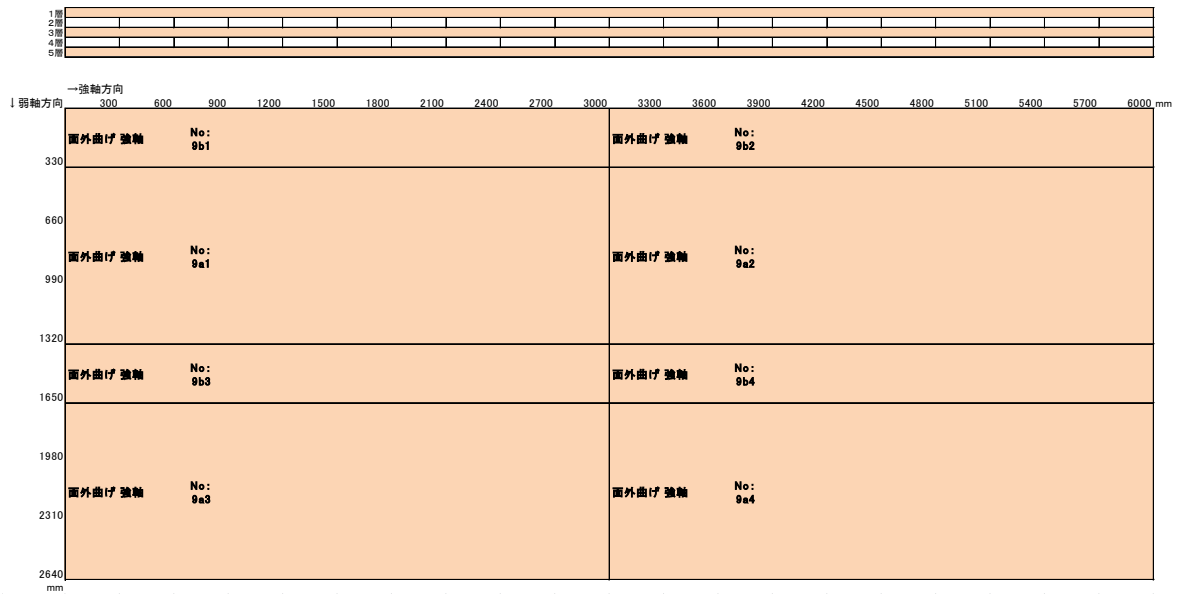 1層
2層
3層
4層
5層
→強軸方向
↓弱軸方向 300 600 900 1200 1500 1800 2100 2400 2700 3000 3300 3600 3900 4200 4500 4800 5100 5400 5700 6000 mm
面外曲げ 強軸 No: 面外曲げ 強軸 No:
9b1 9b2
330
660
面外曲げ 強軸 No: 面外曲げ 強軸 No:
9a1 9a2
990
1320
面外曲げ 強軸 No: 面外曲げ 強軸 No:
9b3 9b4
1650
1980
面外曲げ 強軸 No: 面外曲げ 強軸 No:
9a3 9a4
2310
2640
mm